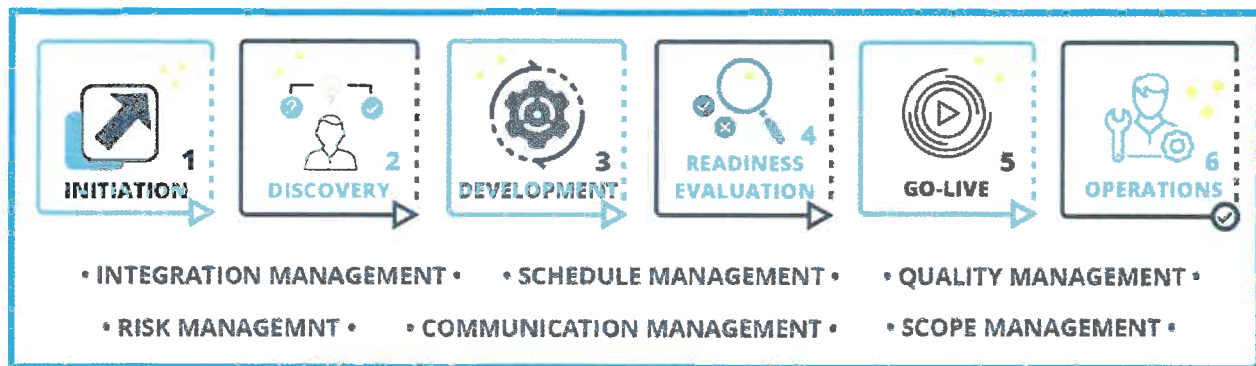 1
INITIATION
2
DISCOVERY
3
DEVELOPMENT
4
READINESS
EVALUATION
5
GO-LIVE
6
OPERATIONS
• INTEGRATION MANAGEMENT • • SCHEDULE MANAGEMENT • • QUALITY MANAGEMENT •
• RISK MANAGEMNT • • COMMUNICATION MANAGEMENT • • SCOPE MANAGEMENT •